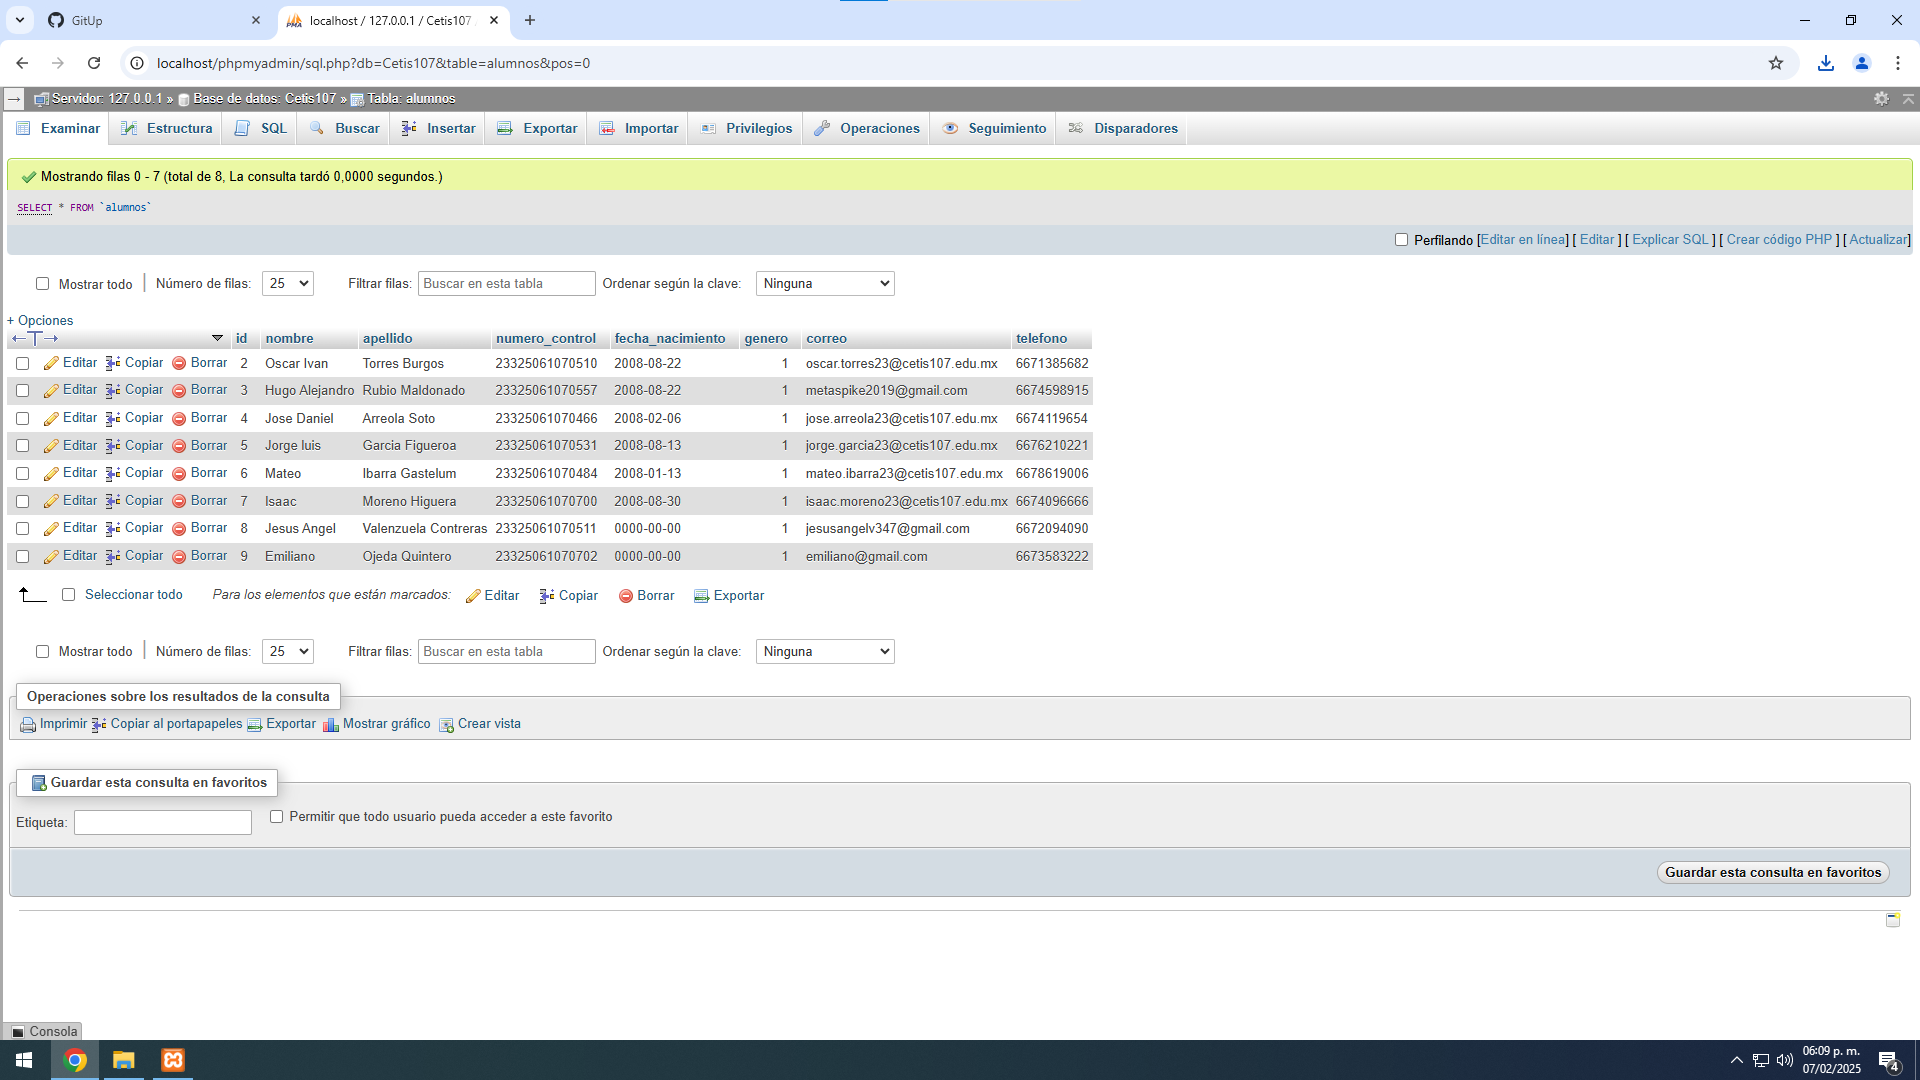 GitUp
localhost / 127.0.0.1 / Cetis107
localhost/phpmyadmin/sql.php?db=Cetis107&table=alumnos&pos=0
Servidor: 127.0.0.1 » Base de datos: Cetis107 » Tabla: alumnos
Examinar Estructura SQL Buscar Insertar Exportar Importar Privilegios Operaciones Seguimiento Disparadores
Mostrando filas 0 - 7 (total de 8, La consulta tardó 0,0000 segundos.)
SELECT * FROM `alumnos`
Perfilando [Editar en línea] [ Editar ] [ Explicar SQL ] [ Crear código PHP ] [ Actualizar]
Mostrar todo Número de filas: 25 Filtrar filas: Buscar en esta tabla Ordenar según la clave: Ninguna
+ Opciones
←T→ id nombre apellido numero_control fecha_nacimiento genero correo telefono
Editar Copiar Borrar 2 Oscar Ivan Torres Burgos 23325061070510 2008-08-22 1 oscar.torres23@cetis107.edu.mx 6671385682
Editar Copiar Borrar 3 Hugo Alejandro Rubio Maldonado 23325061070557 2008-08-22 1 metaspike2019@gmail.com 6674598915
Editar Copiar Borrar 4 Jose Daniel Arreola Soto 23325061070466 2008-02-06 1 jose.arreola23@cetis107.edu.mx 6674119654
Editar Copiar Borrar 5 Jorge luis Garcia Figueroa 23325061070531 2008-08-13 1 jorge.garcia23@cetis107.edu.mx 6676210221
Editar Copiar Borrar 6 Mateo Ibarra Gastelum 23325061070484 2008-01-13 1 mateo.ibarra23@cetis107.edu.mx 6678619006
Editar Copiar Borrar 7 Isaac Moreno Higuera 23325061070700 2008-08-30 1 isaac.moreno23@cetis107.edu.mx 6674096666
Editar Copiar Borrar 8 Jesus Angel Valenzuela Contreras 23325061070511 0000-00-00 1 jesusangelv347@gmail.com 6672094090
Editar Copiar Borrar 9 Emiliano Ojeda Quintero 23325061070702 0000-00-00 1 emiliano@gmail.com 6673583222
Seleccionar todo Para los elementos que están marcados: Editar Copiar Borrar Exportar
Mostrar todo Número de filas: 25 Filtrar filas: Buscar en esta tabla Ordenar según la clave: Ninguna
Operaciones sobre los resultados de la consulta
Imprimir Copiar al portapapeles Exportar Mostrar gráfico Crear vista
Guardar esta consulta en favoritos
Etiqueta: Permitir que todo usuario pueda acceder a este favorito
Guardar esta consulta en favoritos
Consola
06:09 p. m.
07/02/2025
4